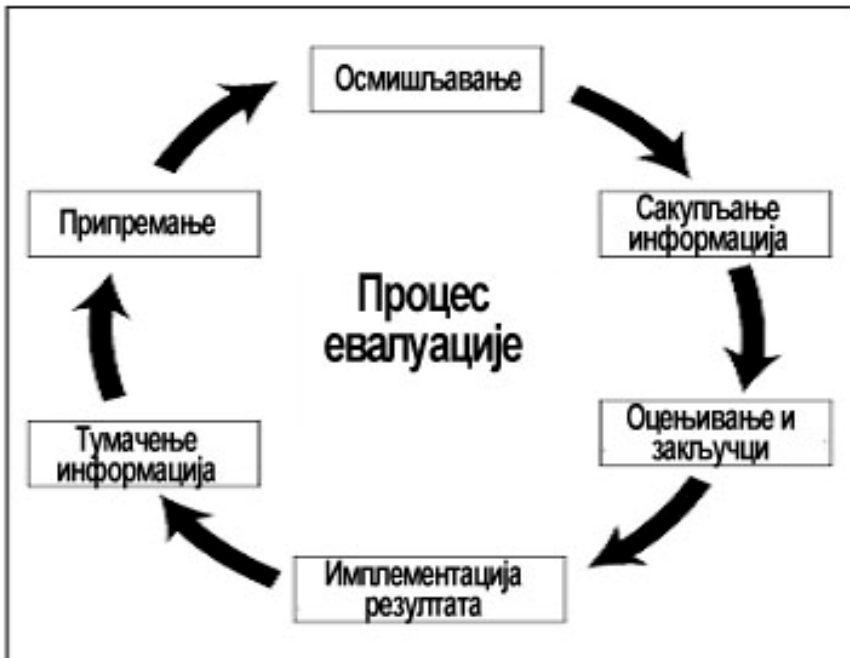 Осмишљавање
Припремање
Сакупљање
информација
Процес
евалуације
Тумачење
информација
Оцењивање и
закључци
Имплементација
резултата